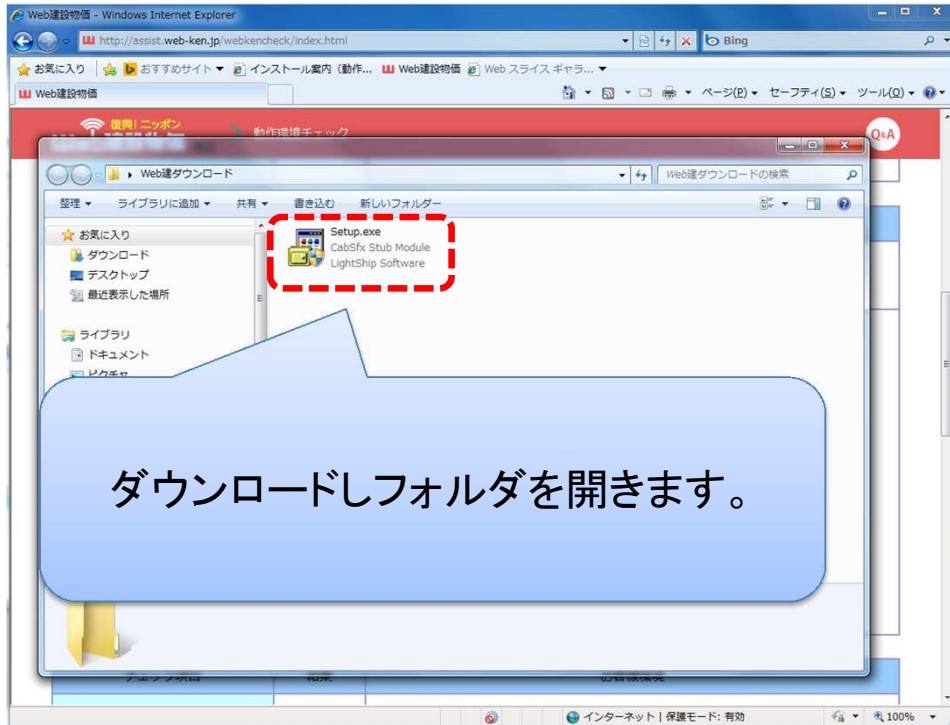 Web建設物価 - Windows Internet Explorer
http://assist.web-ken.jp/webkencheck/index.html
Bing
お気に入り おすすめサイト インストール案内（動作... Web建設物価 Web スライス ギャラ...
Web建設物価
ページ(P) セーフティ(S) ツール(O)
復興! ニッポン
動作環境チェック
Q&A
Web建ダウンロード
Web建ダウンロードの検索
整理 ライブラリに追加 共有 書き込む 新しいフォルダー
お気に入り
ダウンロード
デスクトップ
最近表示した場所
ライブラリ
ドキュメント
ピクチャ
Setup.exe
CabSfx Stub Module
LightShip Software
ダウンロードしフォルダを開きます。
インターネット | 保護モード: 有効
100%